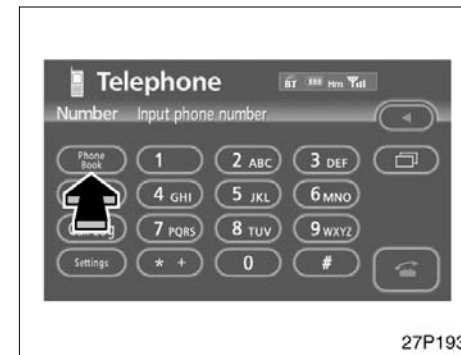 Telephone BT Hm
Number Input phone number
Phone
Book 1 2 ABC 3 DEF
4 GHI 5 JKL 6 MNO
7 PQRS 8 TUV 9 WXYZ
Settings * + 0 #
27P193